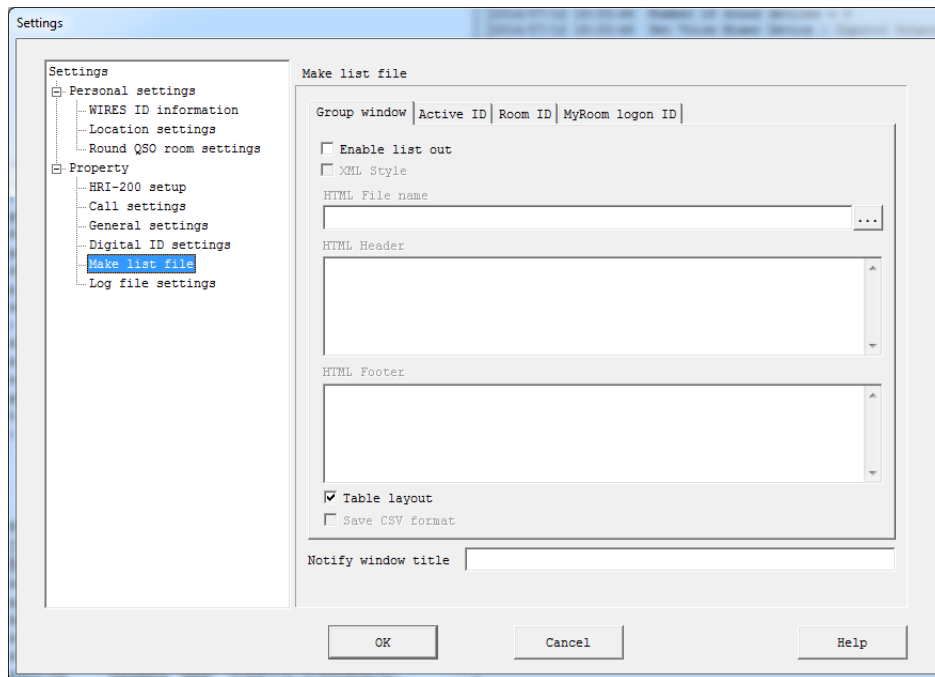 Settings
Settings
Personal settings
WIRES ID information
Location settings
Round QSO room settings
Property
HRI-200 setup
Call settings
General settings
Digital ID settings
Make list file
Log file settings
Make list file
Group window Active ID Room ID MyRoom logon ID
Enable list out
XML Style
HTML File name
...
HTML Header
HTML Footer
Table layout
Save CSV format
Notify window title
OK Cancel Help